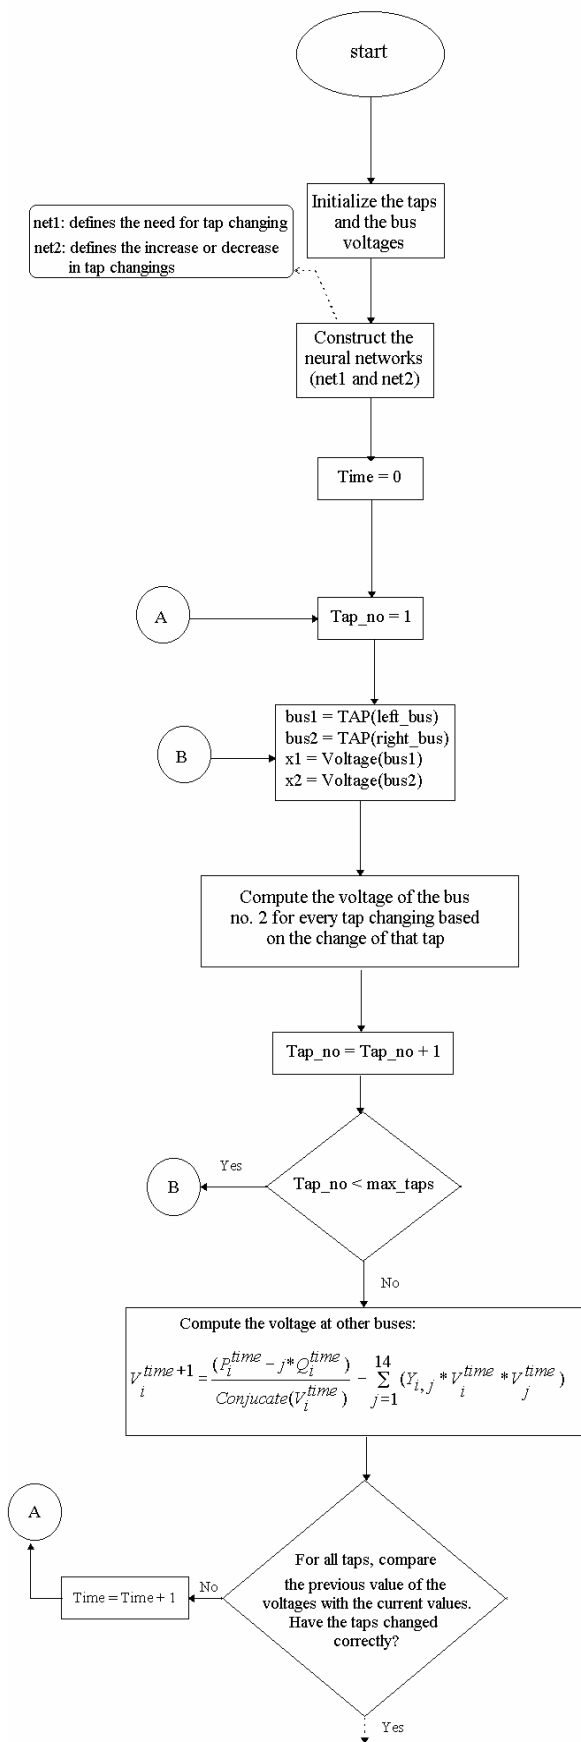 start
Initialize the taps
and the bus
voltages
net1: defines the need for tap changing
net2: defines the increase or decrease
in tap changings
Construct the
neural networks
(net1 and net2)
Time = 0
A
Tap_no = 1
B
bus1 = TAP(left_bus)
bus2 = TAP(right_bus)
x1 = Voltage(bus1)
x2 = Voltage(bus2)
Compute the voltage of the bus
no. 2 for every tap changing based
on the change of that tap
Tap_no = Tap_no + 1
Tap_no < max_taps
Yes
B
No
Compute the voltage at other buses:
V_i^{time+1} = (P_i^{time} - j*Q_i^{time}) / Conjucate(V_i^{time}) - \sum_{j=1}^{14} (Y_{i,j} * V_i^{time} * V_j^{time})
A
For all taps, compare
the previous value of the
voltages with the current values.
Have the taps changed
correctly?
No
Time = Time + 1
Yes